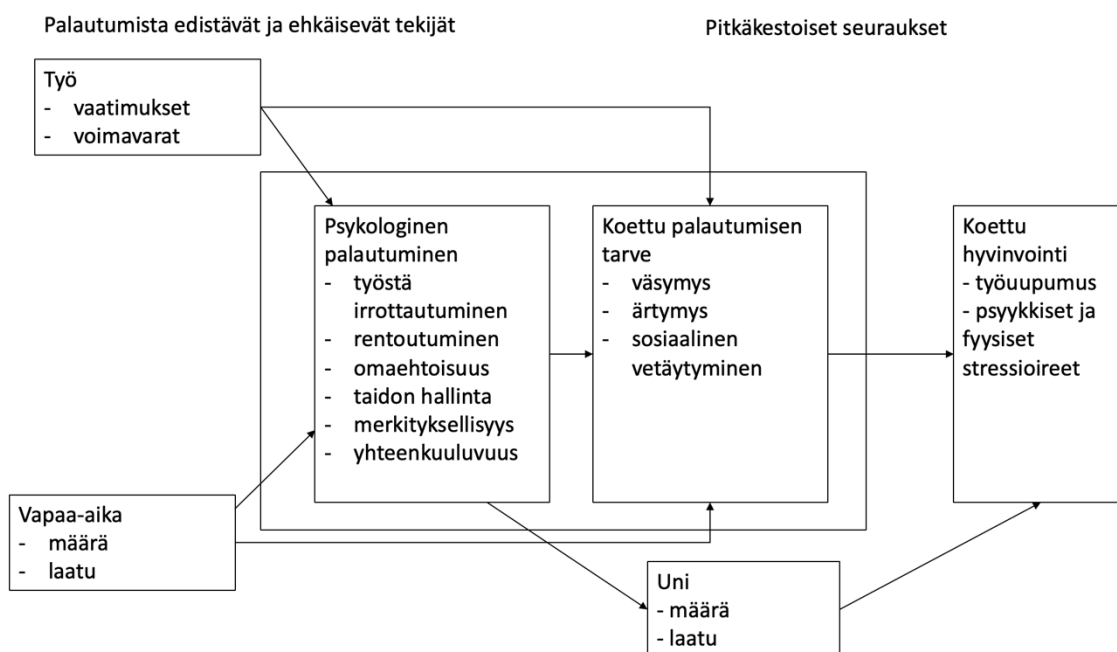 Palautumista edistävät ja ehkäisevät tekijät
Pitkäkestoiset seuraukset
Työ
- vaatimukset
- voimavarat
Psykologinen
palautuminen
- työstä
irrottautuminen
- rentoutuminen
- omaehtoisuus
- taidon hallinta
- merkityksellisyys
- yhteenkuuluvuus
Koettu palautumisen
tarve
- väsymys
- ärtymys
- sosiaalinen
vetäytyminen
Koettu
hyvinvointi
- työuupumus
- psyykkiset ja
fyysiset
stressioireet
Vapaa-aika
- määrä
- laatu
Uni
- määrä
- laatu